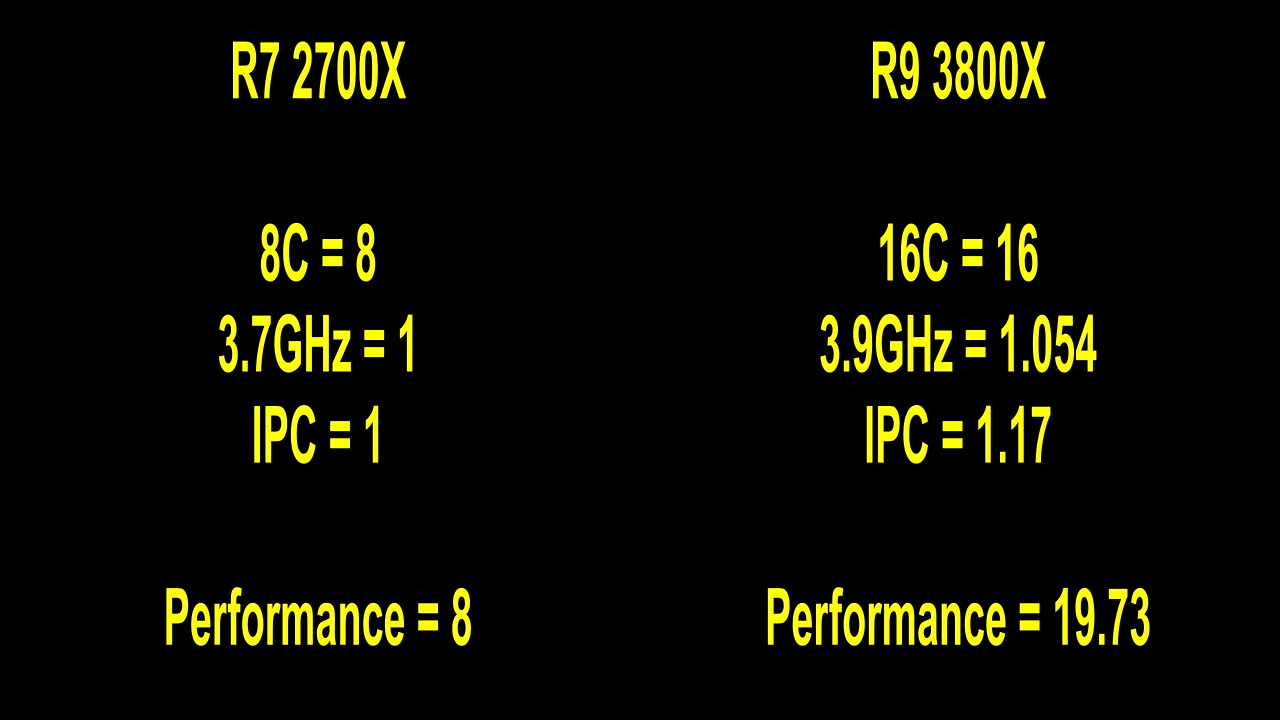 R7 2700X
8C = 8
3.7GHz = 1
IPC = 1
Performance = 8
R9 3800X
16C = 16
3.9GHz = 1.054
IPC = 1.17
Performance = 19.73